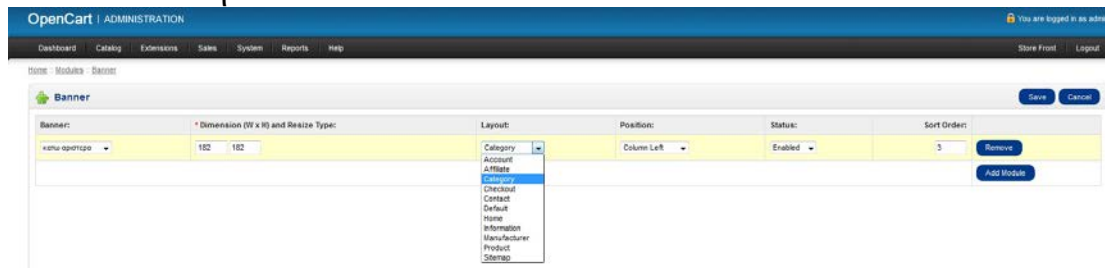 OpenCart | ADMINISTRATION
You are logged in as adm
Dashboard Catalog Extensions Sales System Reports Help
Store Front Logout
Home :: Modules :: Banner
Banner
Save Cancel
Banner: * Dimension (W x H) and Resize Type: Layout: Position: Status: Sort Order:
κατω αριστερα 182 182 Category Column Left Enabled 3 Remove
Account
Affiliate
Category
Checkout
Contact
Default
Home
Information
Manufacturer
Product
Sitemap
Add Module